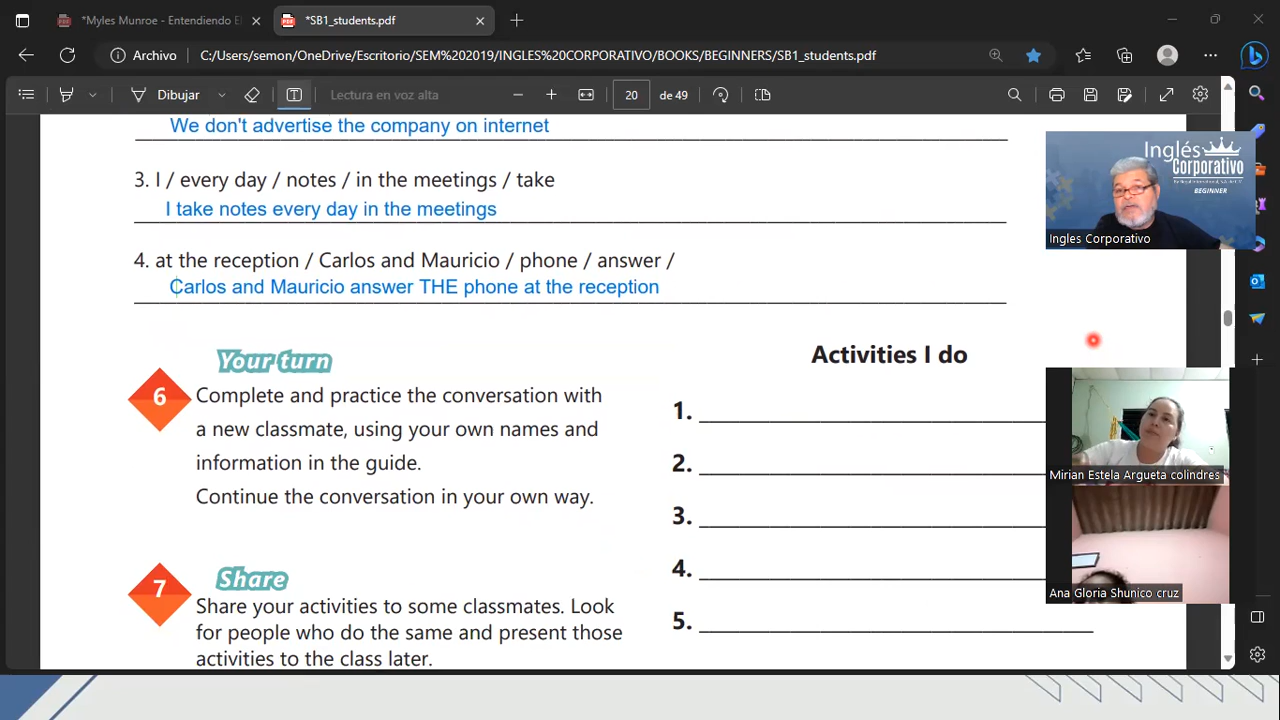 *Myles Munroe - Entendiendo El
*SB1_students.pdf
Archivo
C:/Users/semon/OneDrive/Escritorio/SEM%202019/INGLES%20CORPORATIVO/BOOKS/BEGINNERS/SB1_students.pdf
Dibujar
Lectura en voz alta
20
de 49
We don't advertise the company on internet
3. I / every day / notes / in the meetings / take
I take notes every day in the meetings
4. at the reception / Carlos and Mauricio / phone / answer /
Carlos and Mauricio answer THE phone at the reception
Your turn
6
Complete and practice the conversation with
a new classmate, using your own names and
information in the guide.
Continue the conversation in your own way.
7
Share
Share your activities to some classmates. Look
for people who do the same and present those
activities to the class later.
Activities I do
1.
2.
3.
4.
5.
Inglés
Corporativo
BEGINNER
Ingles Corporativo
Mirian Estela Argueta colindres
Ana Gloria Shunico cruz